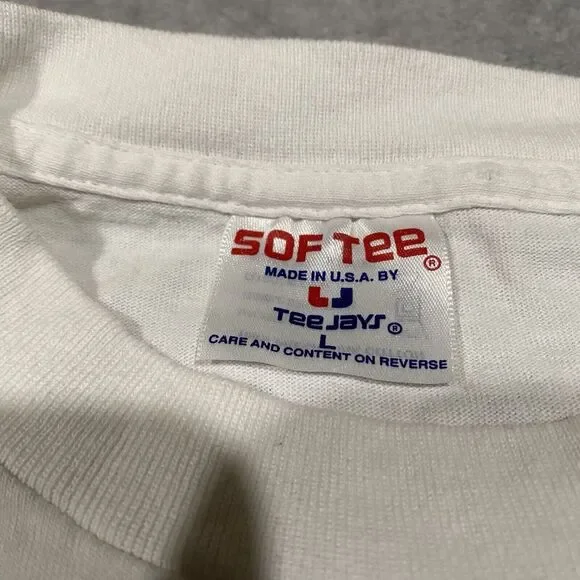 SOF TEE®
MADE IN U.S.A. BY
TEE JAYS®
L
CARE AND CONTENT ON REVERSE